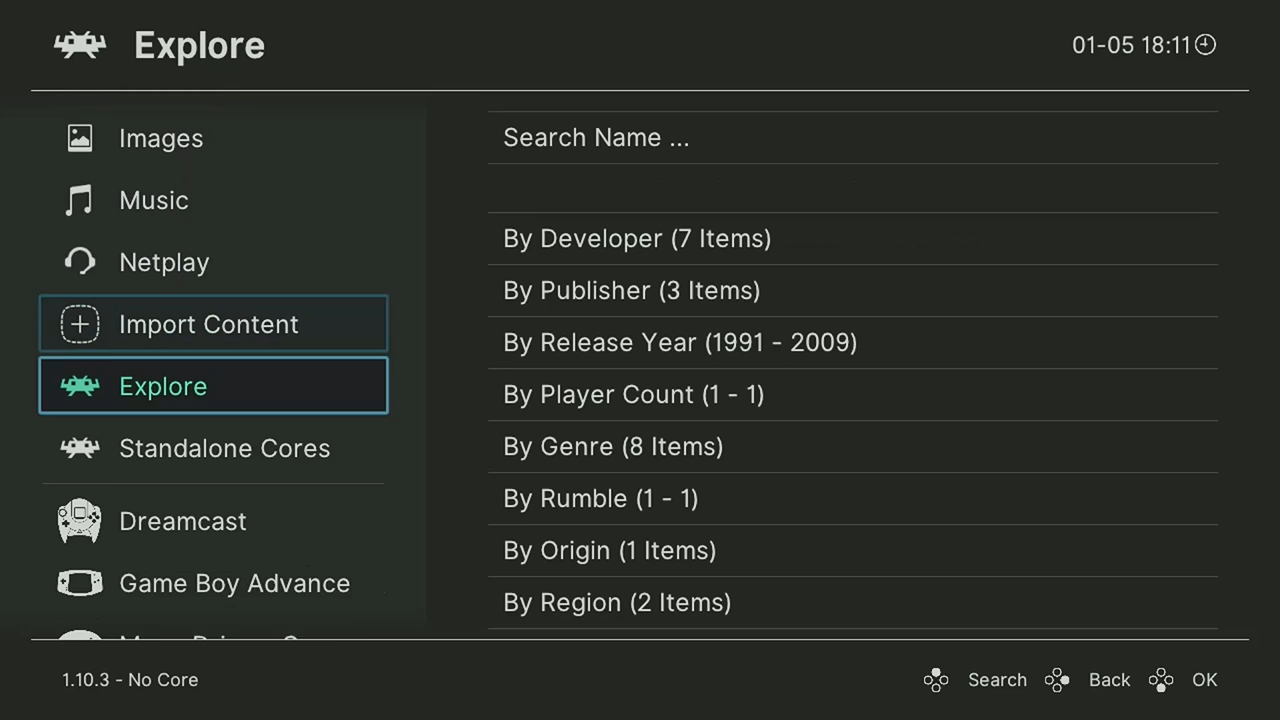 Explore
01-05 18:11
Images
Music
Netplay
Import Content
Explore
Standalone Cores
Dreamcast
Game Boy Advance
Search Name ...
By Developer (7 Items)
By Publisher (3 Items)
By Release Year (1991 - 2009)
By Player Count (1 - 1)
By Genre (8 Items)
By Rumble (1 - 1)
By Origin (1 Items)
By Region (2 Items)
1.10.3 - No Core
Search
Back
OK